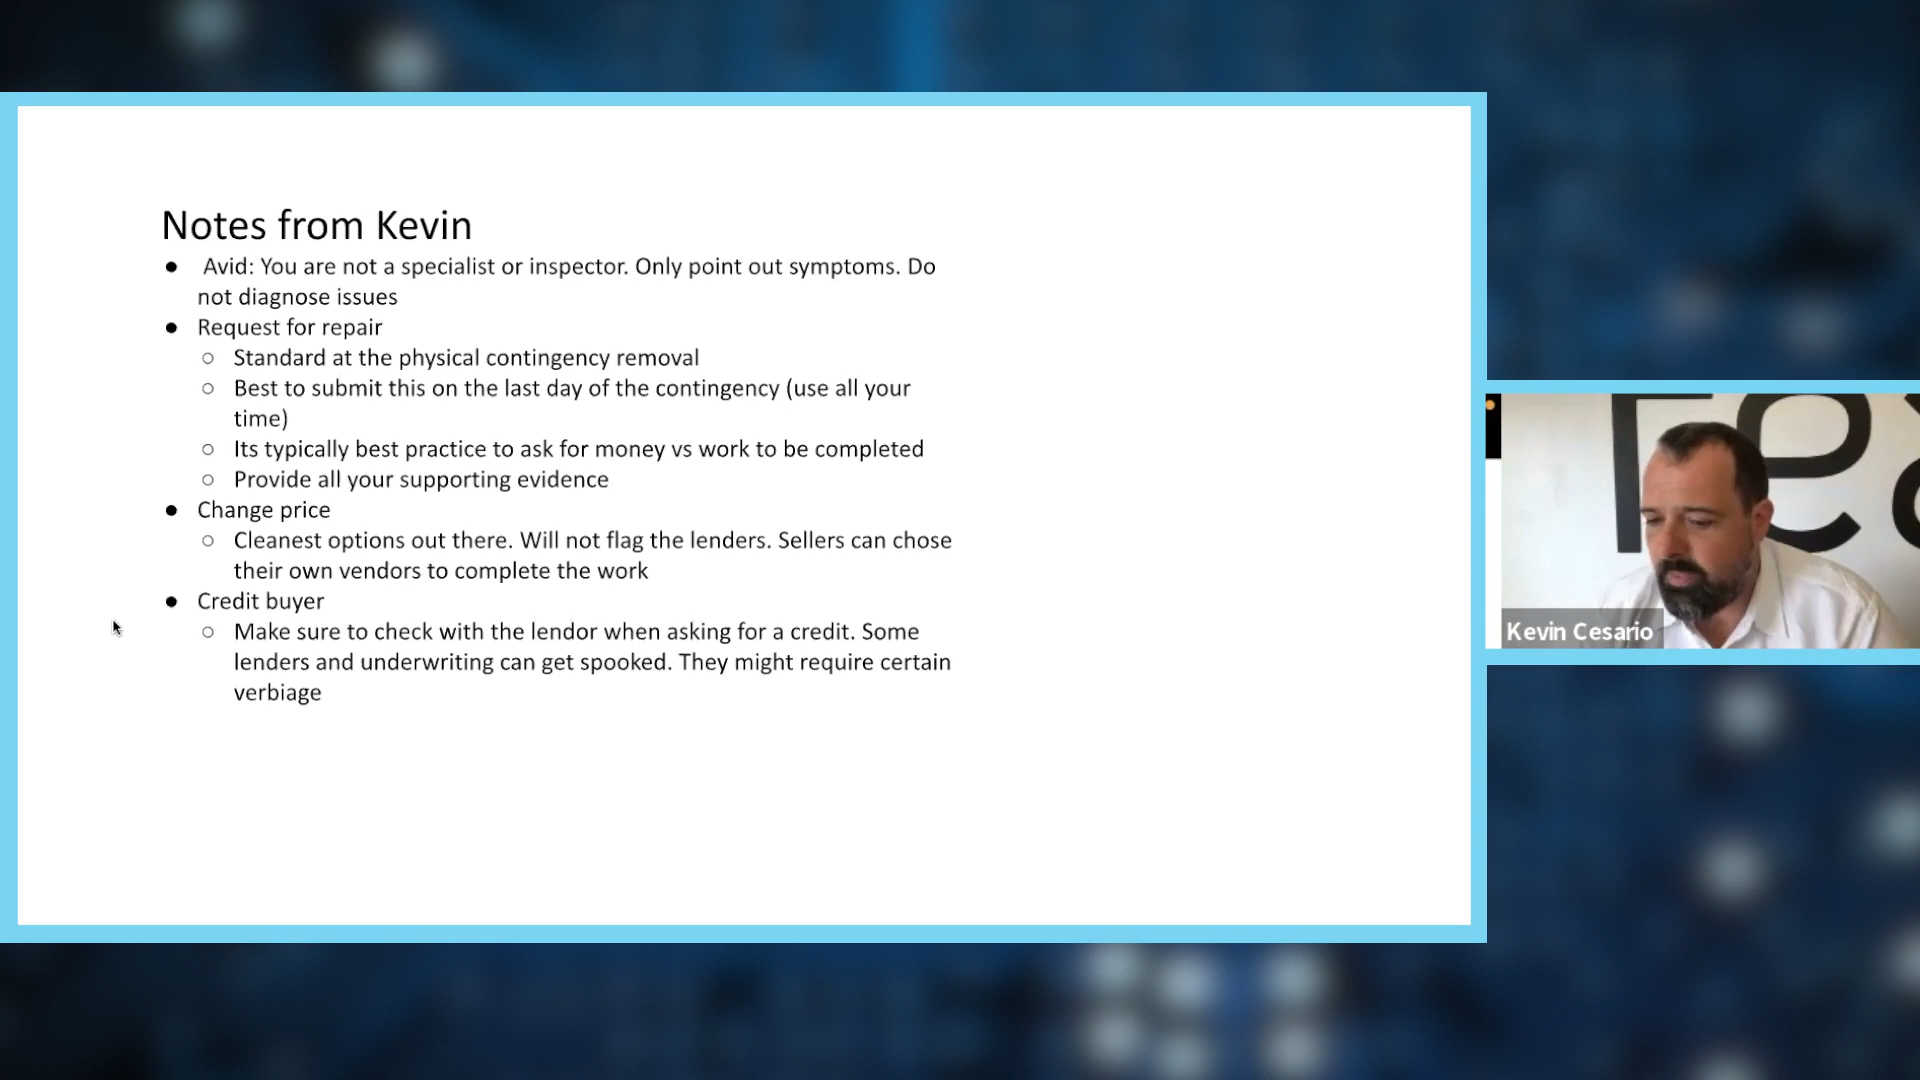 Notes from Kevin
● Avid: You are not a specialist or inspector. Only point out symptoms. Do
not diagnose issues
● Request for repair
○ Standard at the physical contingency removal
○ Best to submit this on the last day of the contingency (use all your
time)
○ Its typically best practice to ask for money vs work to be completed
○ Provide all your supporting evidence
● Change price
○ Cleanest options out there. Will not flag the lenders. Sellers can chose
their own vendors to complete the work
● Credit buyer
○ Make sure to check with the lendor when asking for a credit. Some
lenders and underwriting can get spooked. They might require certain
verbiage
Kevin Cesario